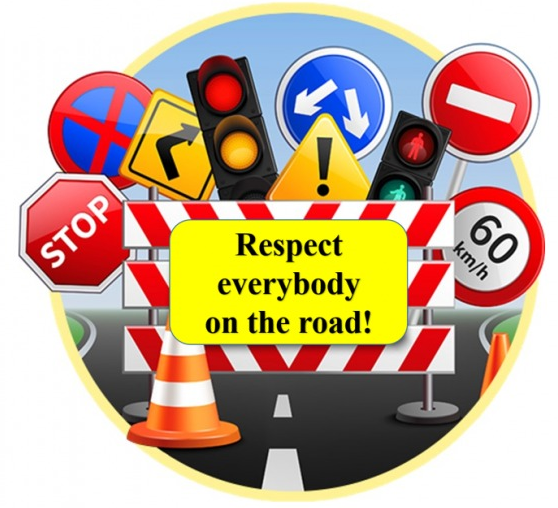 STOP
60
km/h
Respect
everybody
on the road!